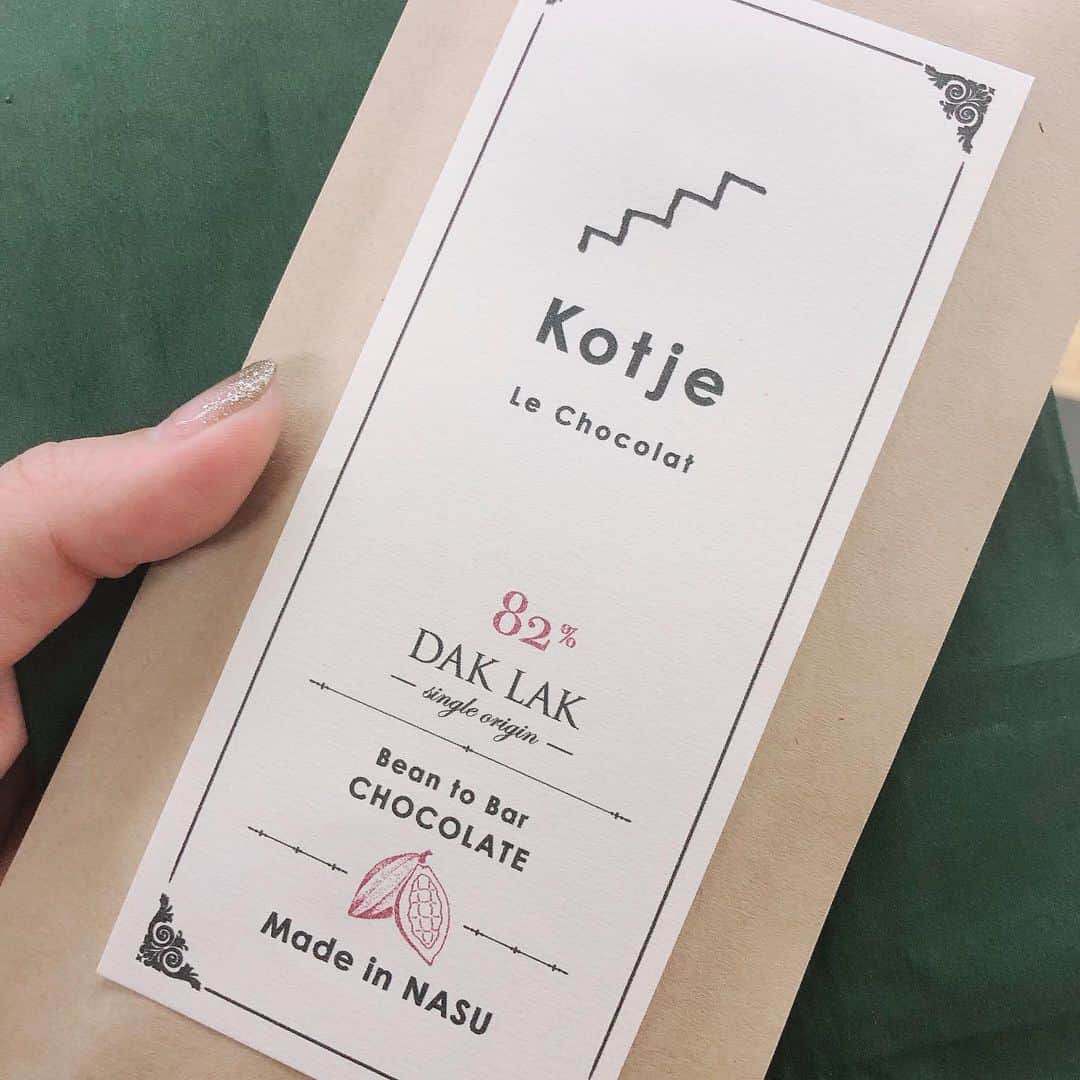 Kotje
Le Chocolat
82%
DAK LAK
single origin
Bean to Bar
CHOCOLATE
Made in NASU